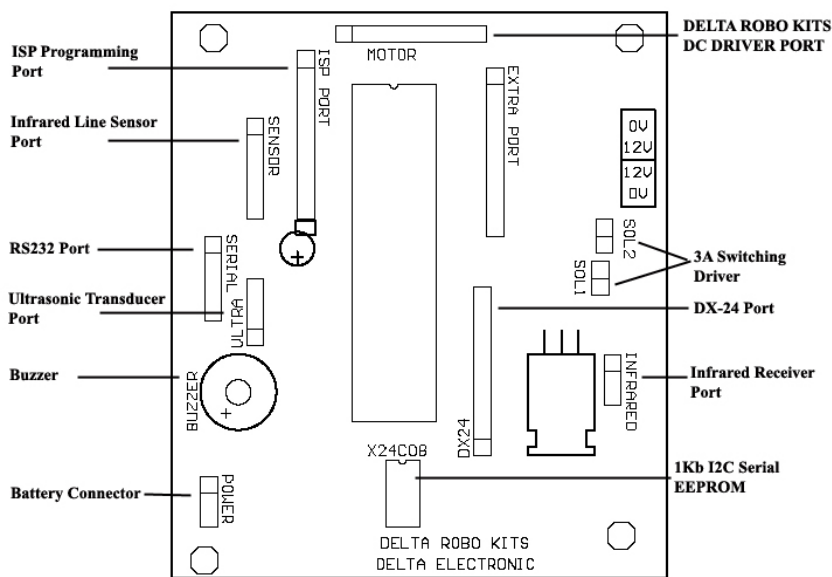 ISP Programming
Port
Infrared Line Sensor
Port
RS232 Port
Ultrasonic Transducer
Port
Buzzer
Battery Connector
MOTOR
ISP PORT
SENSOR
EXTRA PORT
0V
12V
12V
0V
SOL2
SOL1
SERIAL
ULTRA
BUZZER
+
+
INFRARED
DX24
X24C08
POWER
DELTA ROBO KITS
DELTA ELECTRONIC
DELTA ROBO KITS
DC DRIVER PORT
3A Switching
Driver
DX-24 Port
Infrared Receiver
Port
1Kb I2C Serial
EEPROM